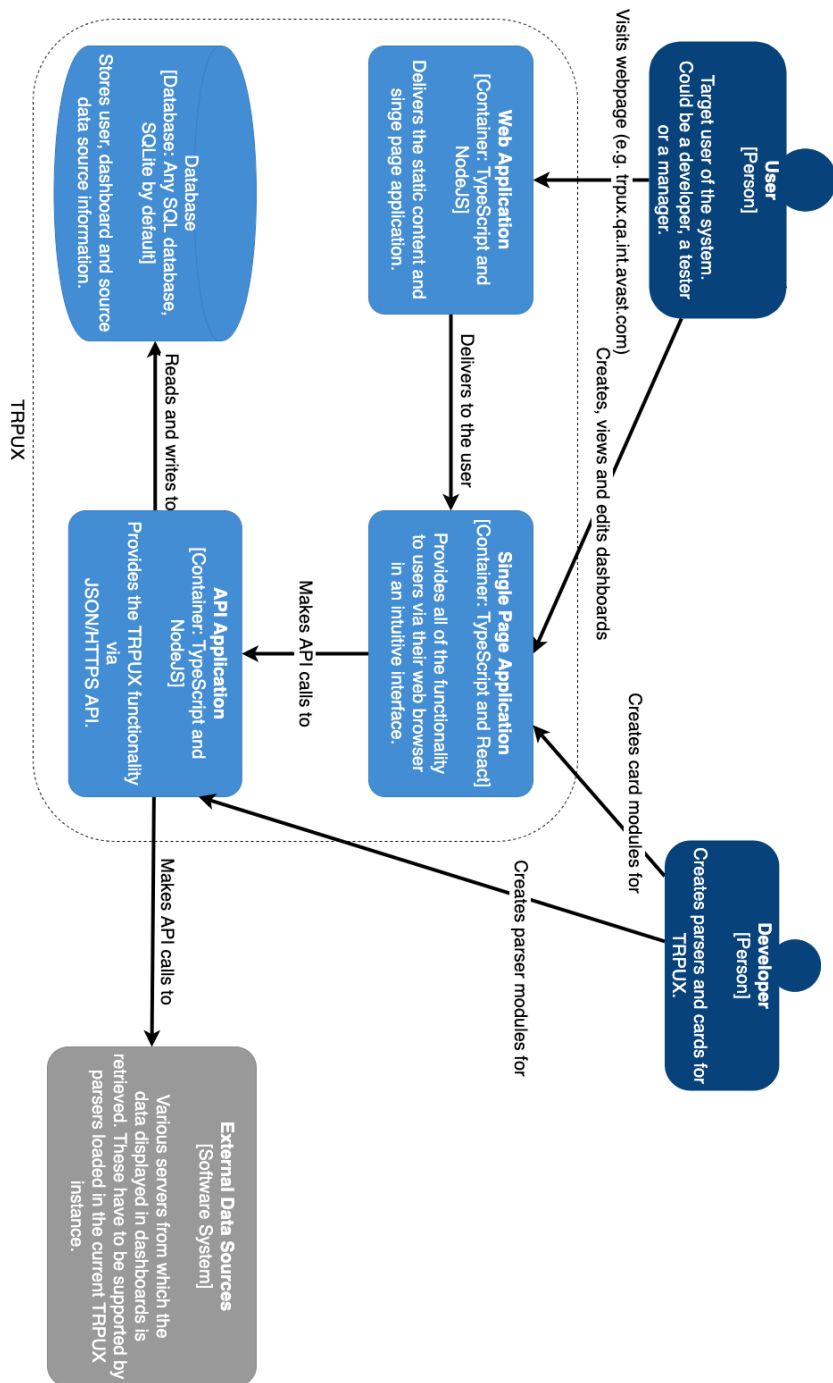 User
[Person]
Target user of the system.
Could be a developer, a tester
or a manager.
Developer
[Person]
Creates parsers and cards for
TRPUX.
Visits webpage (e.g. trpux.qa.int.avast.com)
Creates, views and edits dashboards
Creates card modules for
Creates parser modules for
Web Application
[Container: TypeScript and
NodeJS]
Delivers the static content and
singe page application.
Delivers to the user
Single Page Application
[Container: TypeScript and React]
Provides all of the functionality
to users via their web browser
in an intuitive interface.
Makes API calls to
Database
[Database: Any SQL database,
SQLite by default]
Stores user, dashboard and source
data source information.
Reads and writes to
API Application
[Container: TypeScript and
NodeJS]
Provides the TRPUX functionality
via
JSON/HTTPS API.
Makes API calls to
External Data Sources
[Software System]
Various servers from which the
data displayed in dashboards is
retrieved. These have to be supported by
parsers loaded in the current TRPUX
instance.
TRPUX